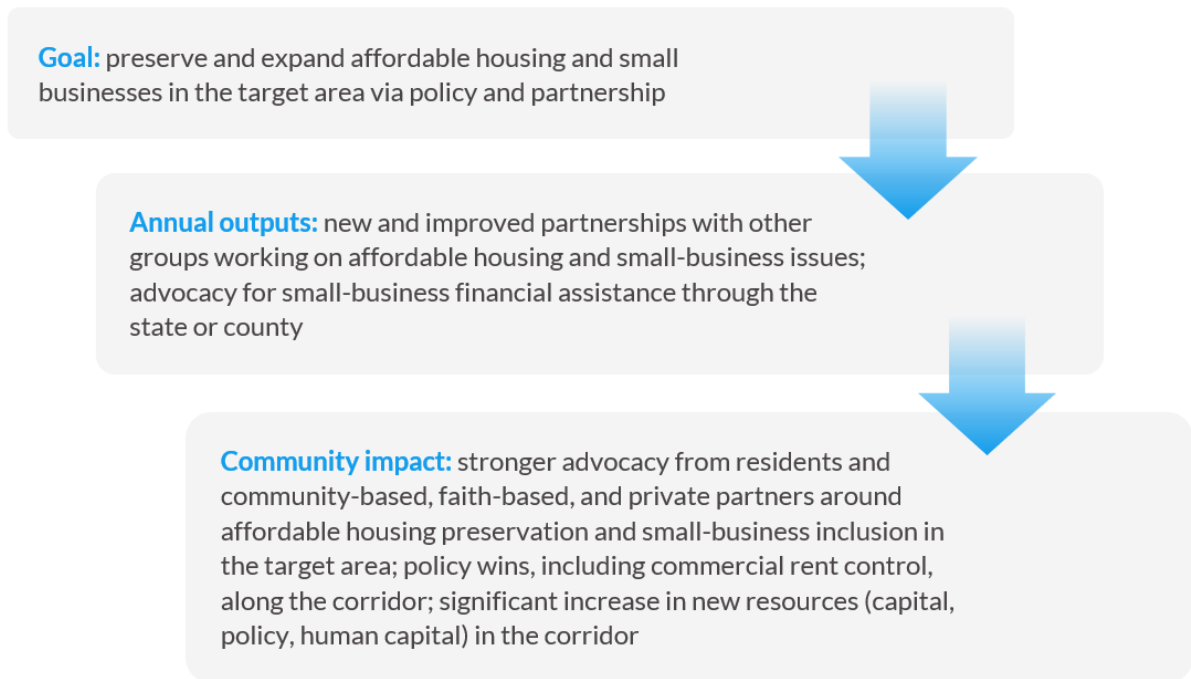 Goal: preserve and expand affordable housing and small
businesses in the target area via policy and partnership
Annual outputs: new and improved partnerships with other
groups working on affordable housing and small-business issues;
advocacy for small-business financial assistance through the
state or county
Community impact: stronger advocacy from residents and
community-based, faith-based, and private partners around
affordable housing preservation and small-business inclusion in
the target area; policy wins, including commercial rent control,
along the corridor; significant increase in new resources (capital,
policy, human capital) in the corridor